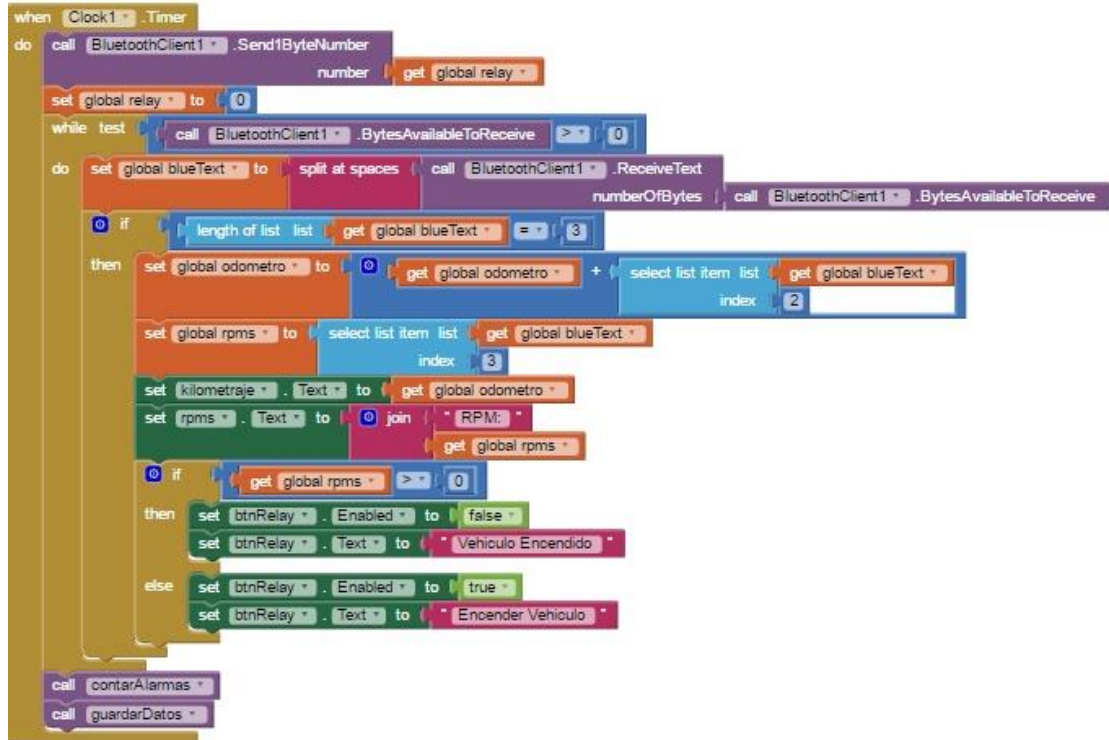 when Clock1 .Timer
do call BluetoothClient1 .Send1ByteNumber
number get global relay
set global relay to 0
while test call BluetoothClient1 .BytesAvailableToReceive > 0
do set global blueText to split at spaces call BluetoothClient1 .ReceiveText
numberOfBytes call BluetoothClient1 .BytesAvailableToReceive
if length of list list get global blueText = 3
then set global odometro to get global odometro + select list item list get global blueText
index 2
set global rpms to select list item list get global blueText
index 3
set kilometraje . Text to get global odometro
set rpms . Text to join " RPM: "
get global rpms
if get global rpms > 0
then set btnRelay . Enabled to false
set btnRelay . Text to " Vehiculo Encendido "
else set btnRelay . Enabled to true
set btnRelay . Text to " Encender Vehiculo "
call contarAlarmas
call guardarDatos